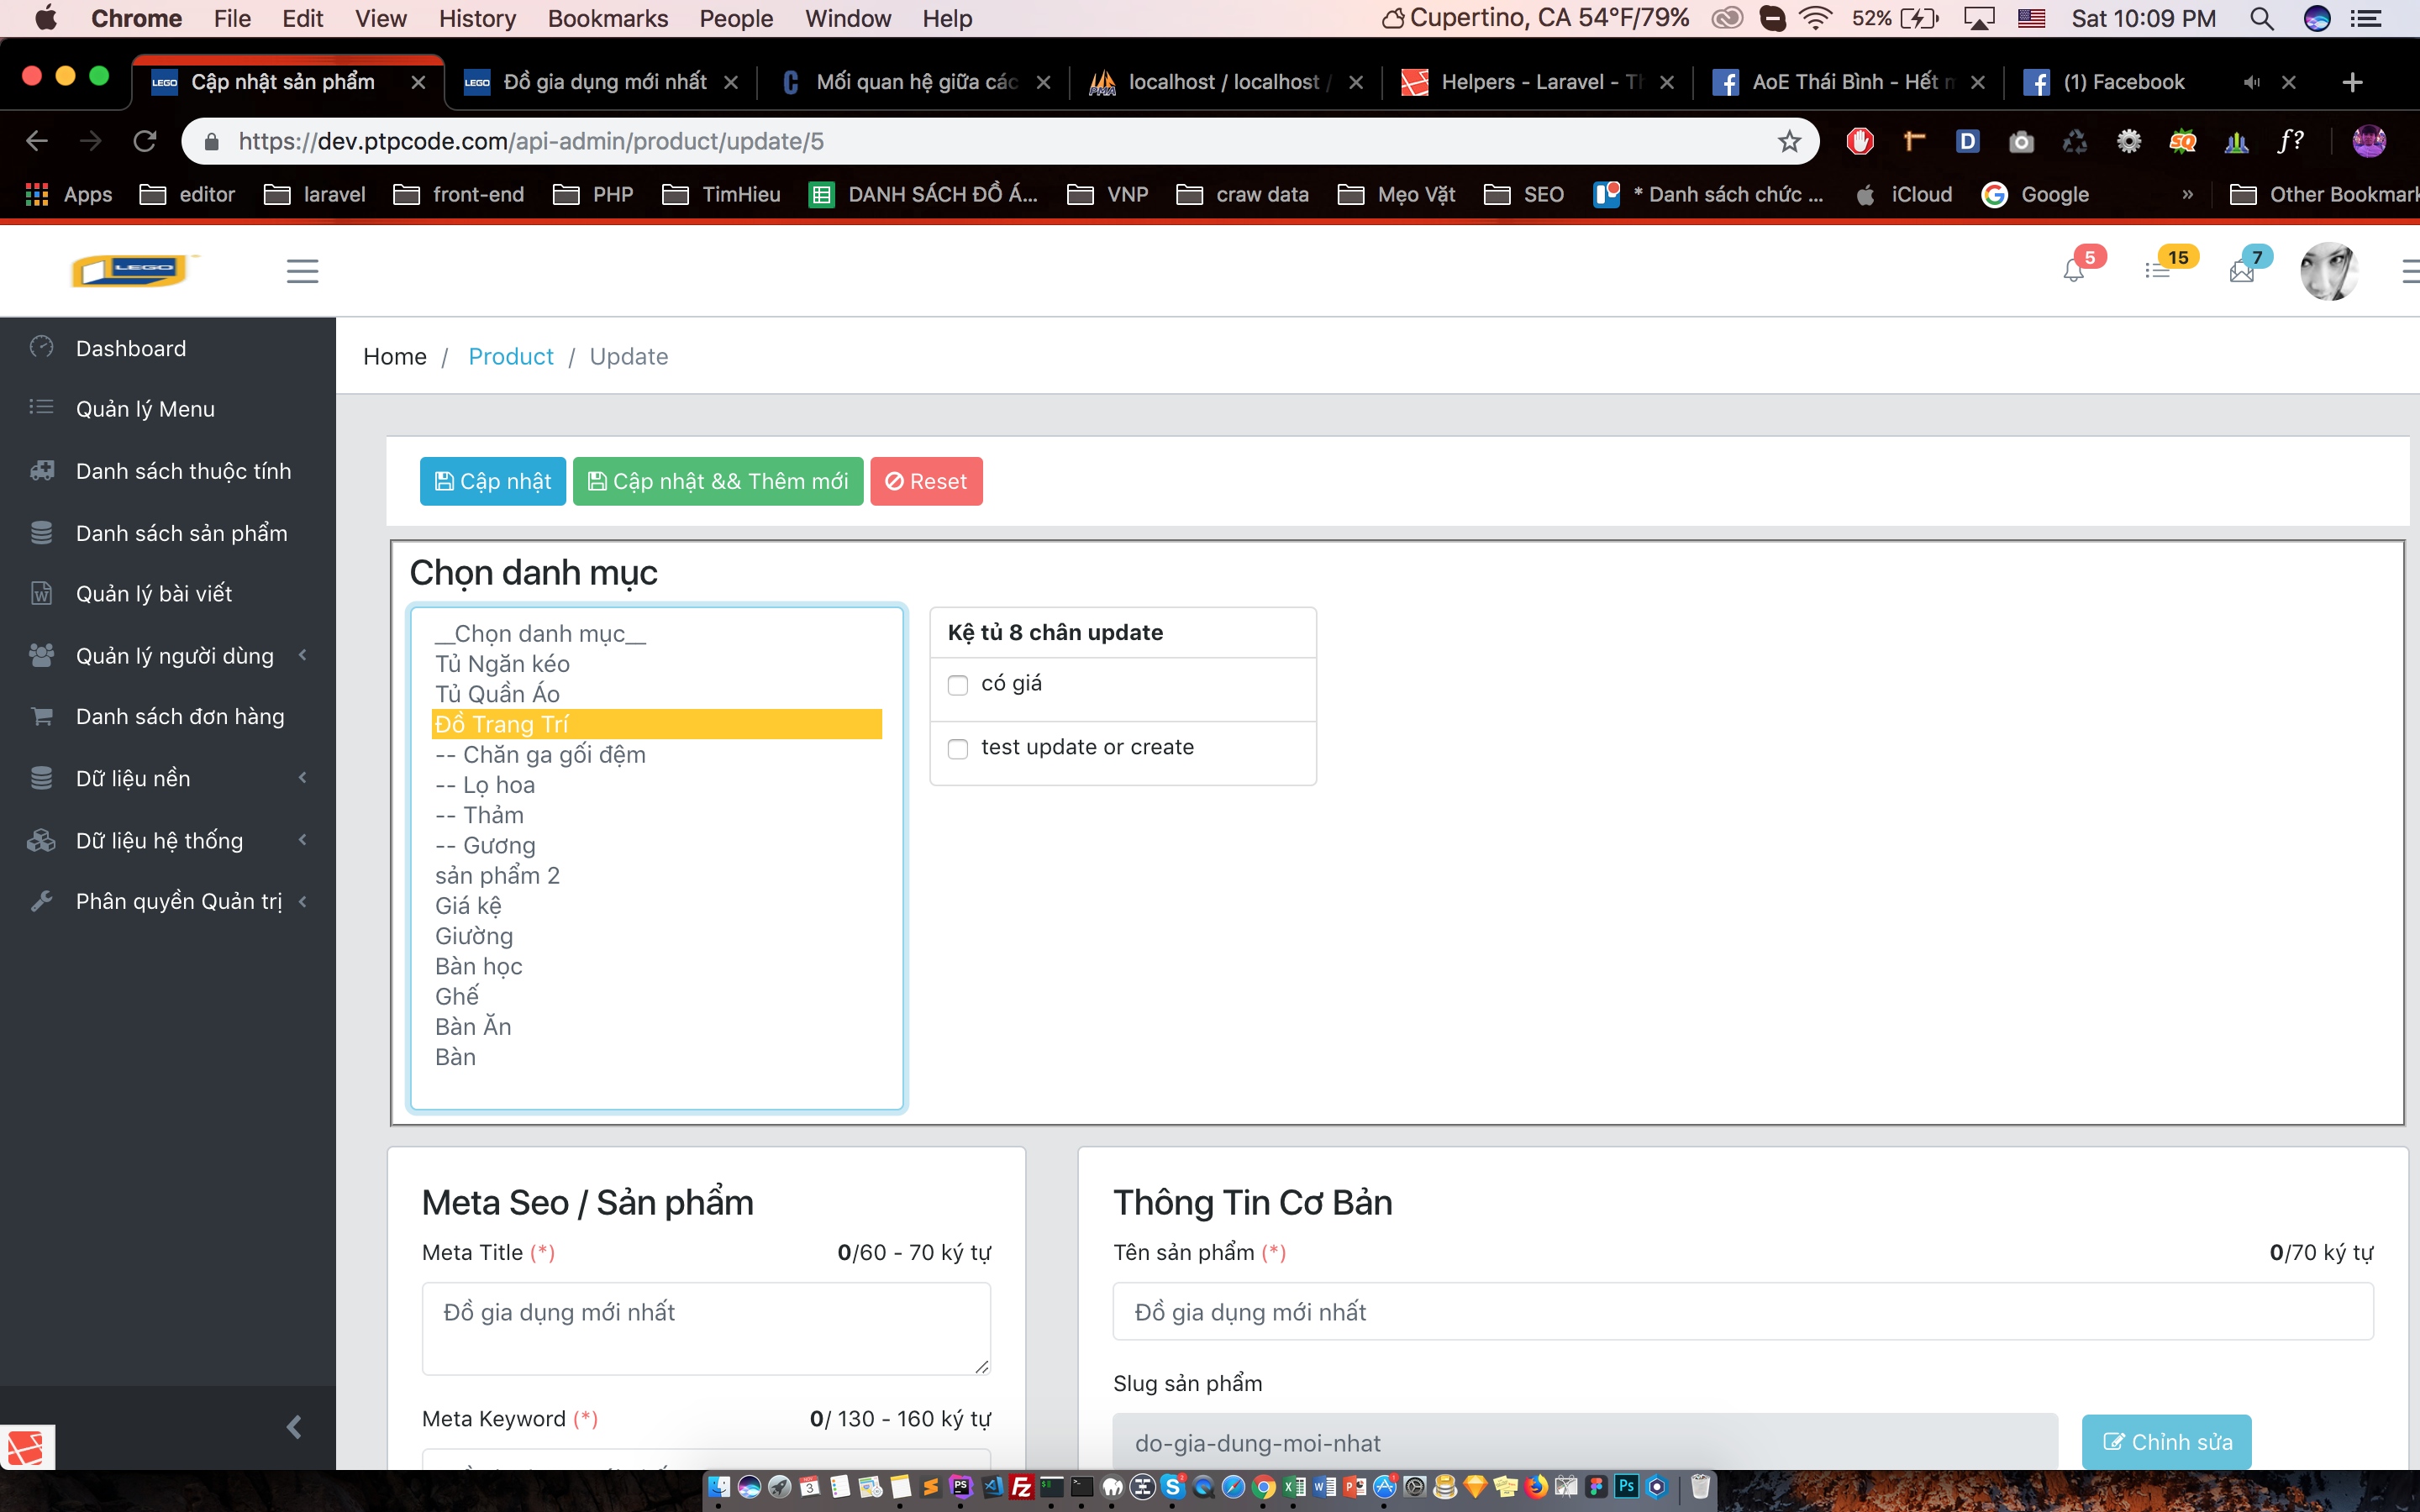 Chrome File Edit View History Bookmarks People Window Help Cupertino, CA 54°F/79% 52% Sat 10:09 PM
LEGO Cập nhật sản phẩm LEGO Đồ gia dụng mới nhất Mối quan hệ giữa các localhost / localhost / Helpers - Laravel - Th AoE Thái Bình - Hết m (1) Facebook
https://dev.ptpcode.com/api-admin/product/update/5
Apps editor laravel front-end PHP TimHieu DANH SÁCH ĐỒ Á... VNP craw data Mẹo Vặt SEO * Danh sách chức ... iCloud Google » Other Bookmark
LEGO 5 15 7
Dashboard
Quản lý Menu
Danh sách thuộc tính
Danh sách sản phẩm
Quản lý bài viết
Quản lý người dùng
Danh sách đơn hàng
Dữ liệu nền
Dữ liệu hệ thống
Phân quyền Quản trị
Home / Product / Update
Cập nhật Cập nhật && Thêm mới Reset
Chọn danh mục
__Chọn danh mục__
Tủ Ngăn kéo
Tủ Quần Áo
Đồ Trang Trí
-- Chăn ga gối đệm
-- Lọ hoa
-- Thảm
-- Gương
sản phẩm 2
Giá kệ
Giường
Bàn học
Ghế
Bàn Ăn
Bàn
Kệ tủ 8 chân update
có giá
test update or create
Meta Seo / Sản phẩm
Meta Title (*) 0/60 - 70 ký tự
Đồ gia dụng mới nhất
Meta Keyword (*) 0/ 130 - 160 ký tự
Thông Tin Cơ Bản
Tên sản phẩm (*) 0/70 ký tự
Đồ gia dụng mới nhất
Slug sản phẩm
do-gia-dung-moi-nhat Chỉnh sửa